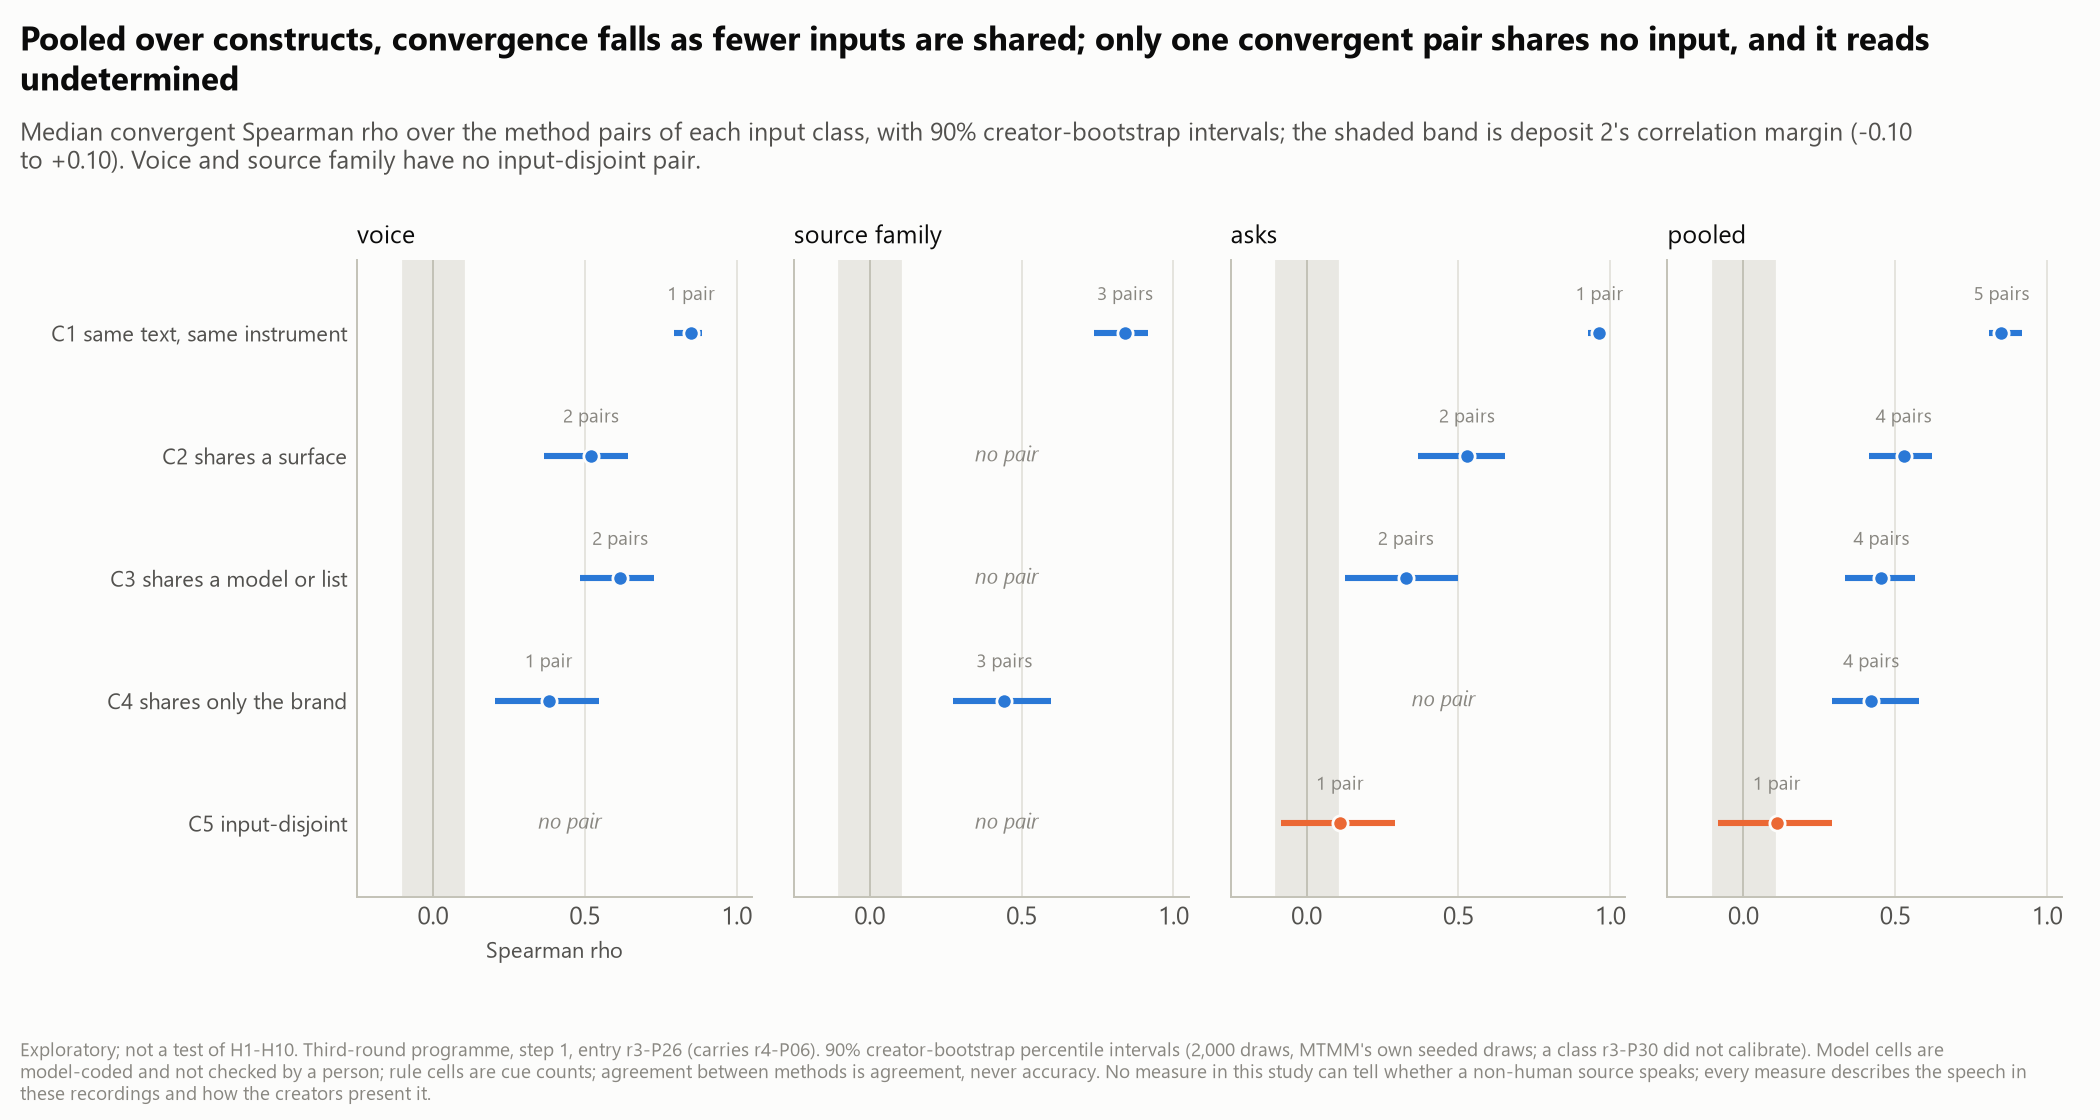 Pooled over constructs, convergence falls as fewer inputs are shared; only one convergent pair shares no input, and it reads
undetermined
Median convergent Spearman rho over the method pairs of each input class, with 90% creator-bootstrap intervals; the shaded band is deposit 2's correlation margin (-0.10
to +0.10). Voice and source family have no input-disjoint pair.
voice
source family
asks
pooled
C1 same text, same instrument
1 pair
3 pairs
1 pair
5 pairs
C2 shares a surface
2 pairs
no pair
2 pairs
4 pairs
C3 shares a model or list
2 pairs
no pair
2 pairs
4 pairs
C4 shares only the brand
1 pair
3 pairs
no pair
4 pairs
C5 input-disjoint
no pair
no pair
1 pair
1 pair
0.0 0.5 1.0
0.0 0.5 1.0
0.0 0.5 1.0
0.0 0.5 1.0
Spearman rho
Exploratory; not a test of H1-H10. Third-round programme, step 1, entry r3-P26 (carries r4-P06). 90% creator-bootstrap percentile intervals (2,000 draws, MTMM's own seeded draws; a class r3-P30 did not calibrate). Model cells are
model-coded and not checked by a person; rule cells are cue counts; agreement between methods is agreement, never accuracy. No measure in this study can tell whether a non-human source speaks; every measure describes the speech in
these recordings and how the creators present it.